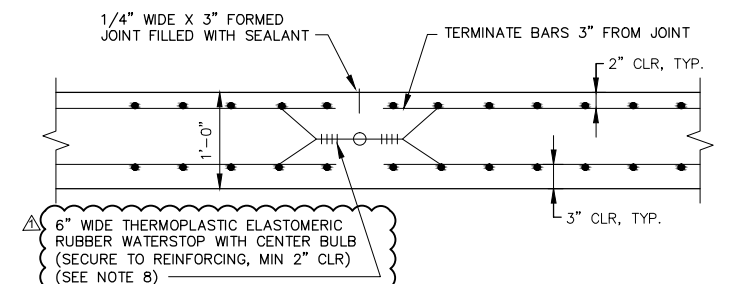 1/4" WIDE X 3" FORMED
JOINT FILLED WITH SEALANT
TERMINATE BARS 3" FROM JOINT
2" CLR, TYP.
1'-0"
3" CLR, TYP.
1
6" WIDE THERMOPLASTIC ELASTOMERIC
RUBBER WATERSTOP WITH CENTER BULB
(SECURE TO REINFORCING, MIN 2" CLR)
(SEE NOTE 8)